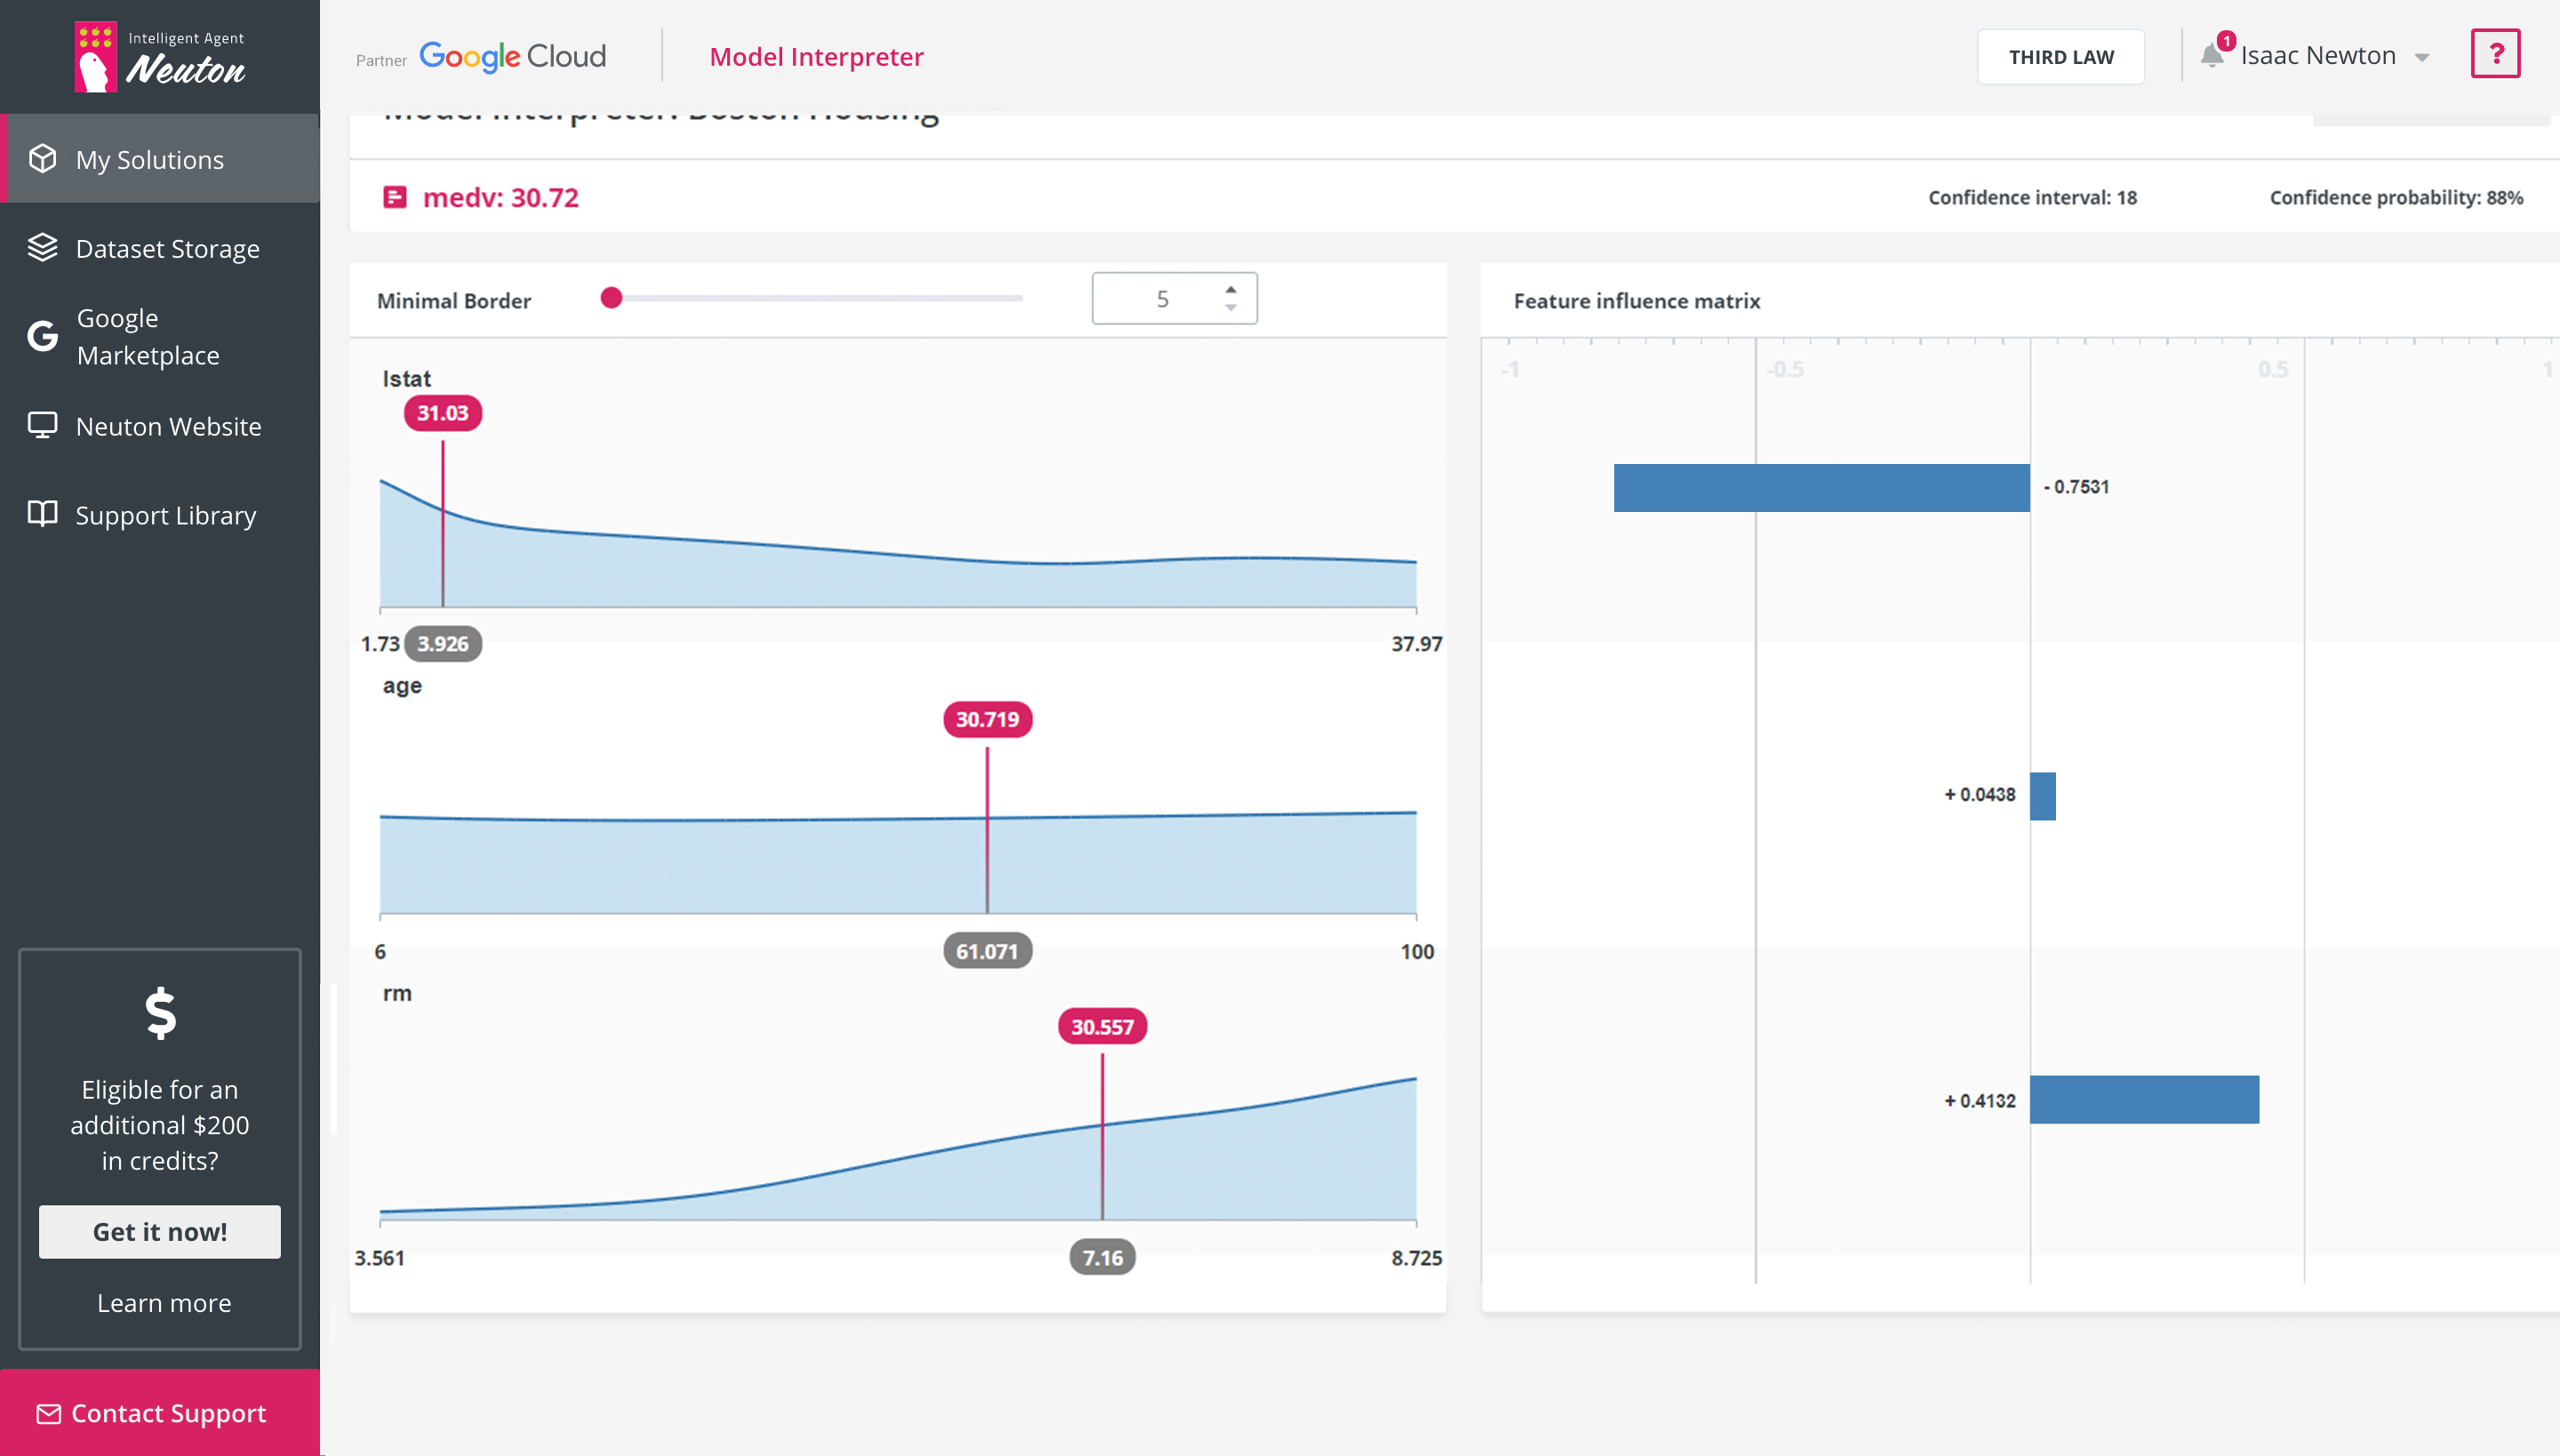 Intelligent Agent
Neuton
Partner Google Cloud
Model Interpreter
THIRD LAW
1
Isaac Newton
?
My Solutions
Dataset Storage
Google
Marketplace
Neuton Website
Support Library
$
Eligible for an
additional $200
in credits?
Get it now!
Learn more
Contact Support
Model Interpreter: Boston Housing
medv: 30.72
Confidence interval: 18
Confidence probability: 88%
Minimal Border
5
lstat
31.03
1.73
3.926
37.97
age
30.719
6
61.071
100
rm
30.557
3.561
7.16
8.725
Feature influence matrix
-1
-0.5
0.5
1
- 0.7531
+ 0.0438
+ 0.4132